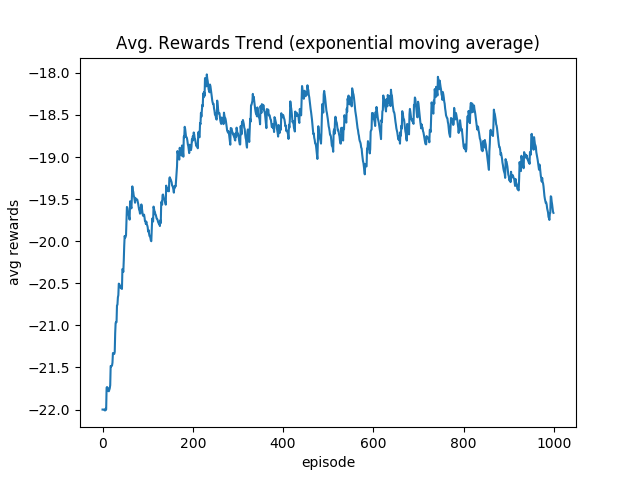 Avg. Rewards Trend (exponential moving average)
−18.0
−18.5
−19.0
−19.5
−20.0
−20.5
−21.0
−21.5
−22.0
avg rewards
0 200 400 600 800 1000
episode